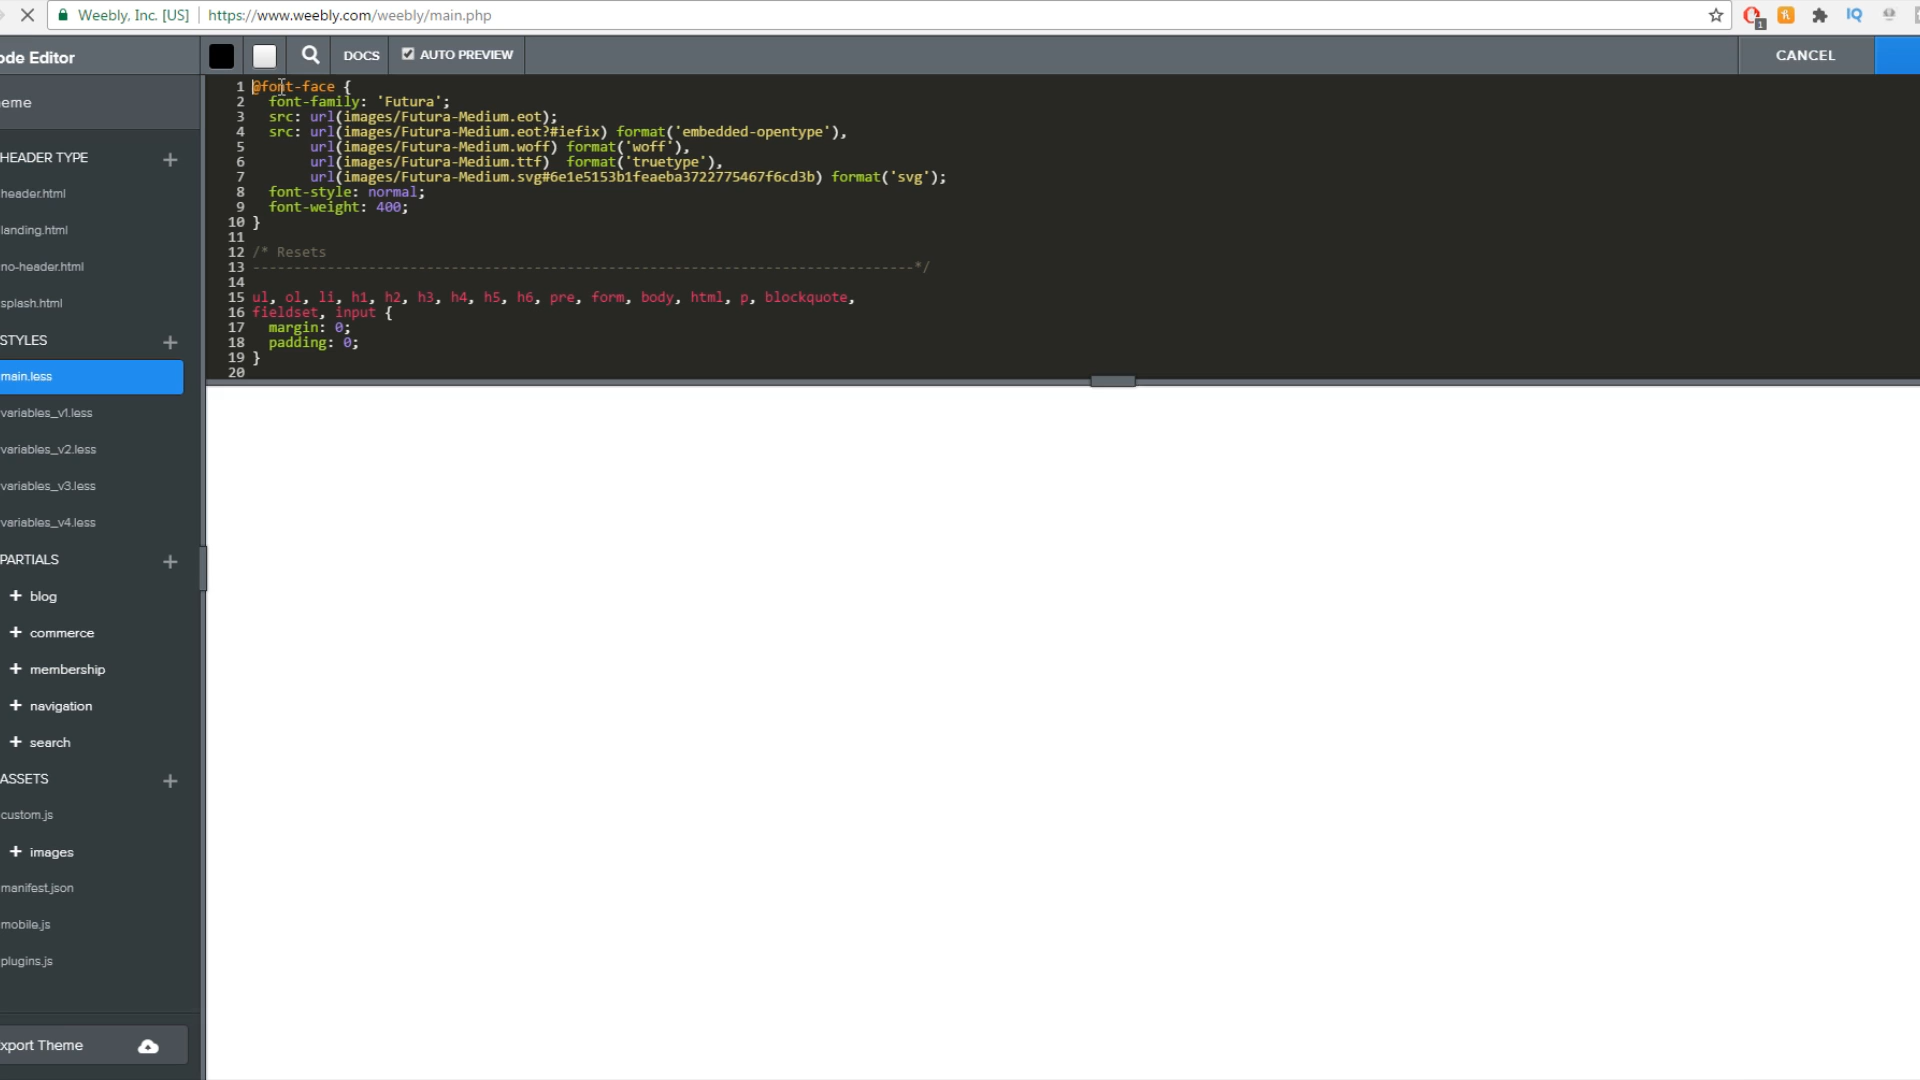 Weebly, Inc. [US] https://www.weebly.com/weebly/main.php
ode Editor
DOCS
AUTO PREVIEW
CANCEL
eme
HEADER TYPE
header.html
landing.html
no-header.html
splash.html
STYLES
main.less
variables_v1.less
variables_v2.less
variables_v3.less
variables_v4.less
PARTIALS
blog
commerce
membership
navigation
search
ASSETS
custom.js
images
manifest.json
mobile.js
plugins.js
xport Theme
1 @font-face {
2 font-family: 'Futura';
3 src: url(images/Futura-Medium.eot);
4 src: url(images/Futura-Medium.eot?#iefix) format('embedded-opentype'),
5 url(images/Futura-Medium.woff) format('woff'),
6 url(images/Futura-Medium.ttf) format('truetype'),
7 url(images/Futura-Medium.svg#6e1e5153b1feaeba3722775467f6cd3b) format('svg');
8 font-style: normal;
9 font-weight: 400;
10 }
11
12 /* Resets
13 --------------------------------------------------------------------------------*/
14
15 ul, ol, li, h1, h2, h3, h4, h5, h6, pre, form, body, html, p, blockquote,
16 fieldset, input {
17 margin: 0;
18 padding: 0;
19 }
20
1
IQ